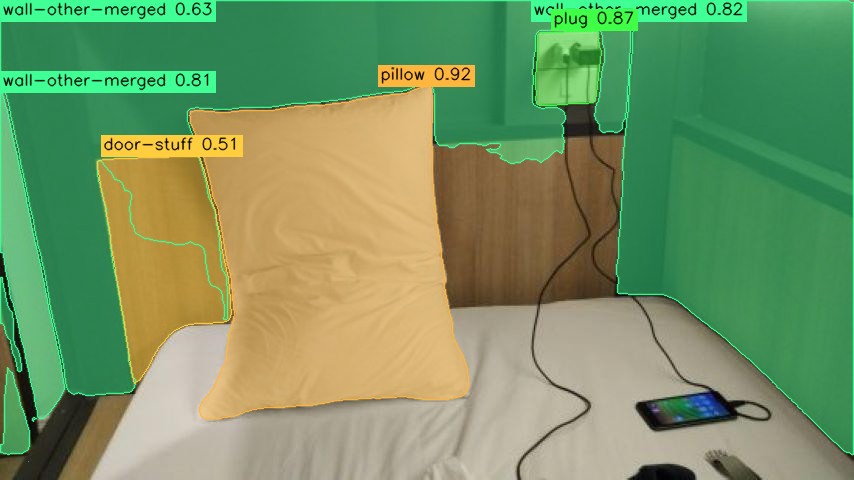 wall-other-merged 0.63
wall-other-merged 0.82
plug 0.87
pillow 0.92
wall-other-merged 0.81
door-stuff 0.51